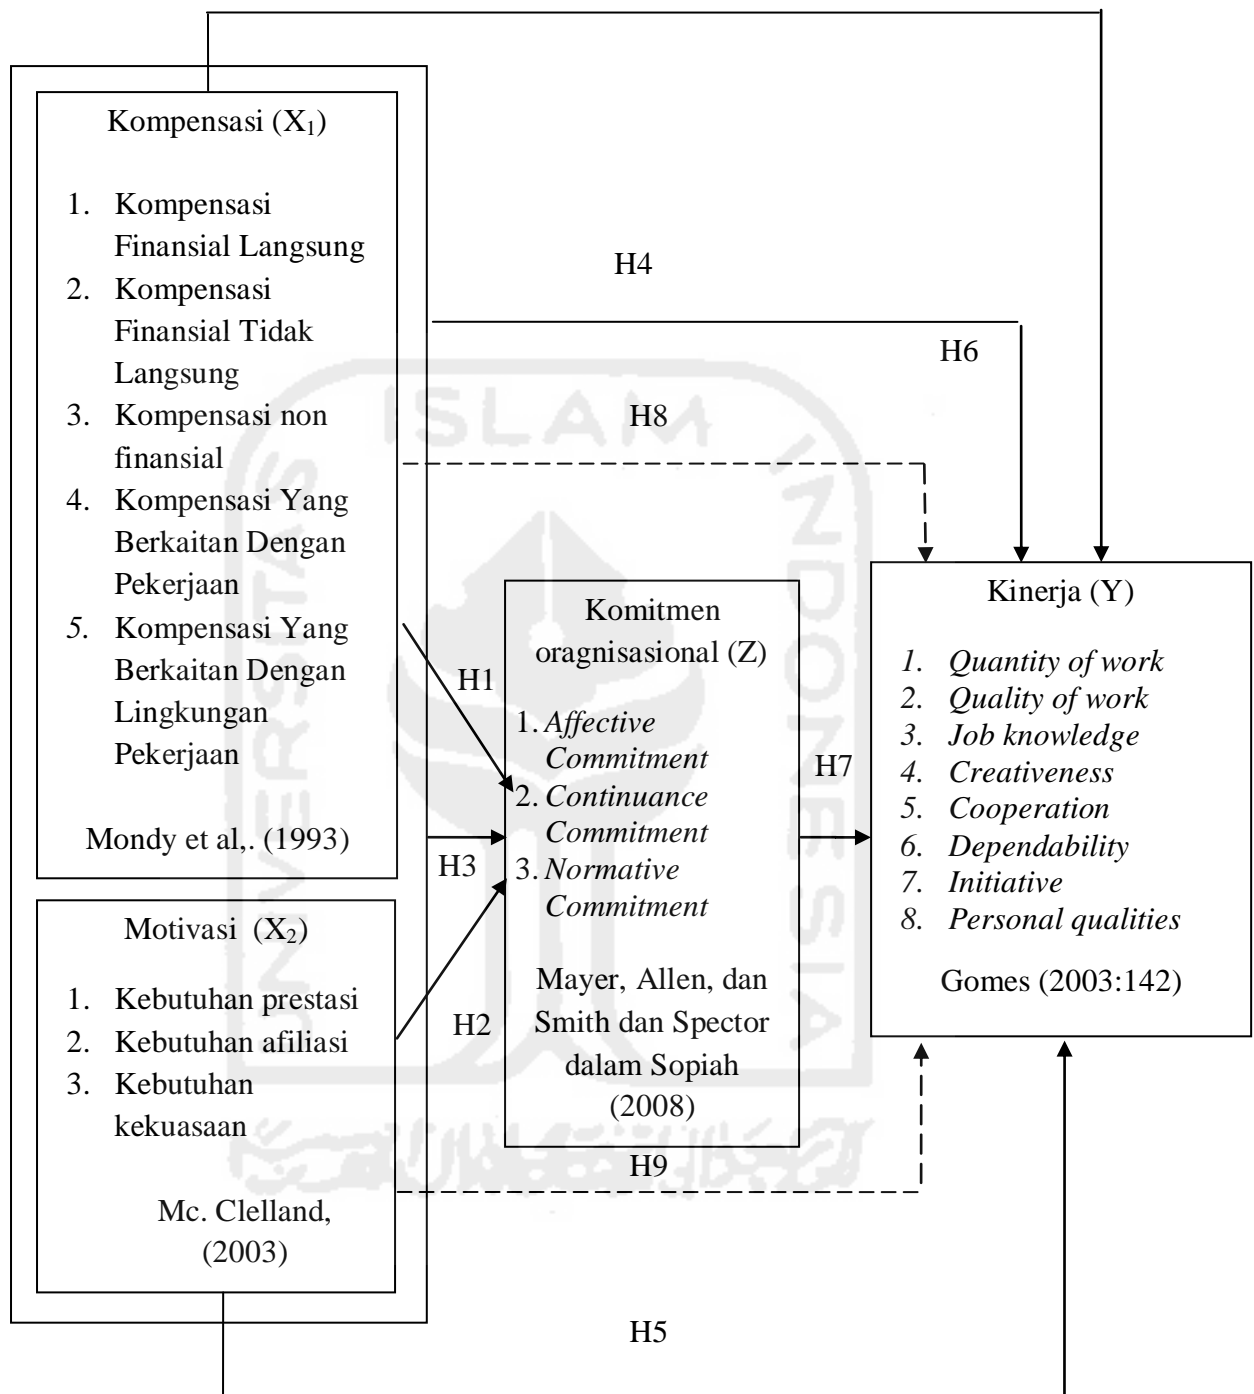 Kompensasi (X₁)
1. Kompensasi
Finansial Langsung
2. Kompensasi
Finansial Tidak
Langsung
3. Kompensasi non
finansial
4. Kompensasi Yang
Berkaitan Dengan
Pekerjaan
5. Kompensasi Yang
Berkaitan Dengan
Lingkungan
Pekerjaan
Mondy et al,. (1993)
Motivasi (X₂)
1. Kebutuhan prestasi
2. Kebutuhan afiliasi
3. Kebutuhan
kekuasaan
Mc. Clelland,
(2003)
H4
H6
H8
H1
H3
H2
Komitmen
oragnisasional (Z)
1. Affective
Commitment
2. Continuance
Commitment
3. Normative
Commitment
Mayer, Allen, dan
Smith dan Spector
dalam Sopiah
(2008)
H7
H9
H5
Kinerja (Y)
1. Quantity of work
2. Quality of work
3. Job knowledge
4. Creativeness
5. Cooperation
6. Dependability
7. Initiative
8. Personal qualities
Gomes (2003:142)
UNIVERSITAS
ISLAM
INDONESIA